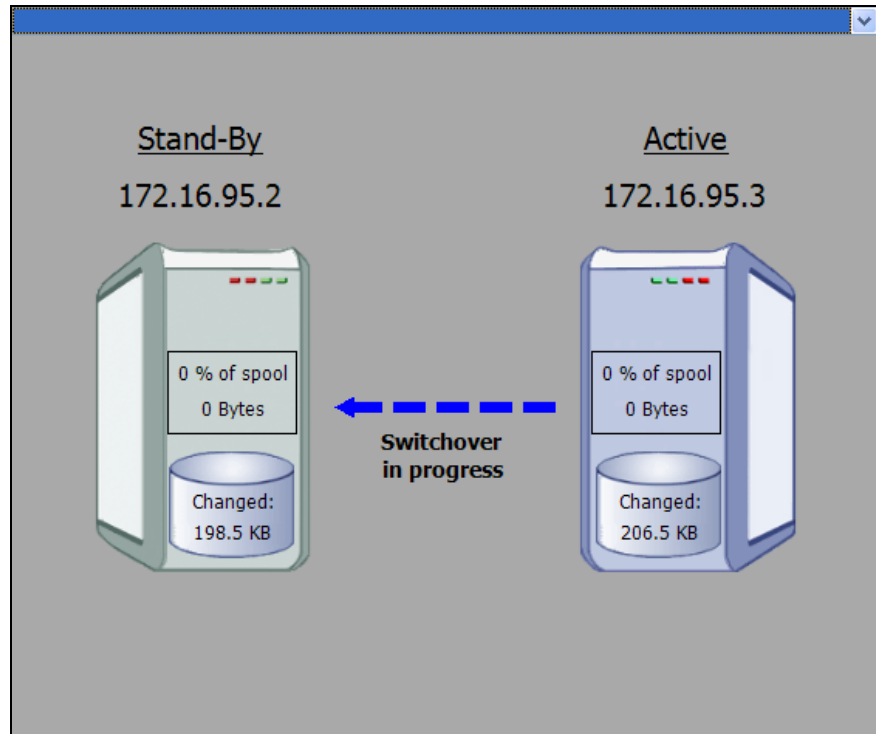 Stand-By
172.16.95.2
0 % of spool
0 Bytes
Changed:
198.5 KB
Switchover
in progress
Active
172.16.95.3
0 % of spool
0 Bytes
Changed:
206.5 KB